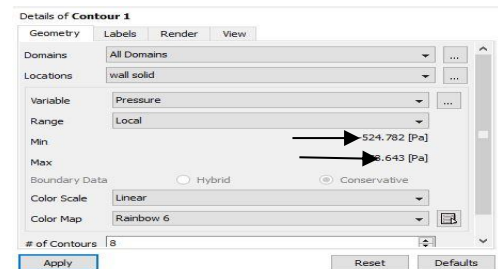 Details of Contour 1
Geometry Labels Render View
Domains All Domains ...
Locations wall solid ...
Variable Pressure ...
Range Local
Min 524.782 [Pa]
Max 8.643 [Pa]
Boundary Data Hybrid Conservative
Color Scale Linear
Color Map Rainbow 6
# of Contours 8
Apply Reset Defaults